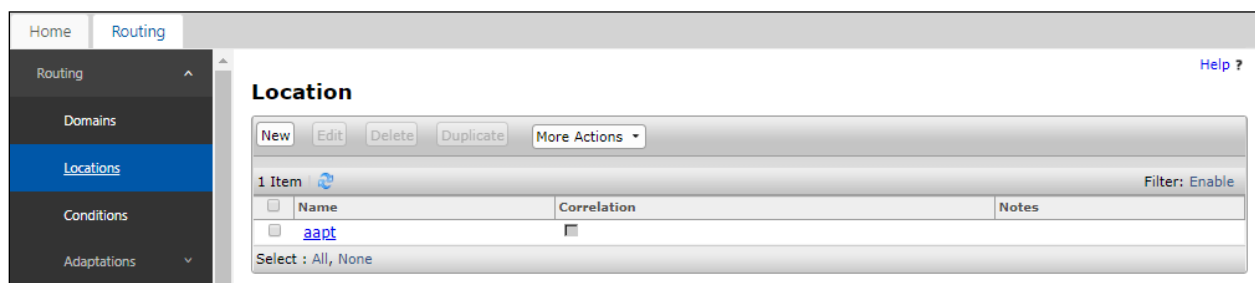 Home Routing
Help ?
Routing
Location
Domains
New Edit Delete Duplicate More Actions
Locations
1 Item Filter: Enable
Name Correlation Notes
Conditions
aapt
Adaptations
Select : All, None